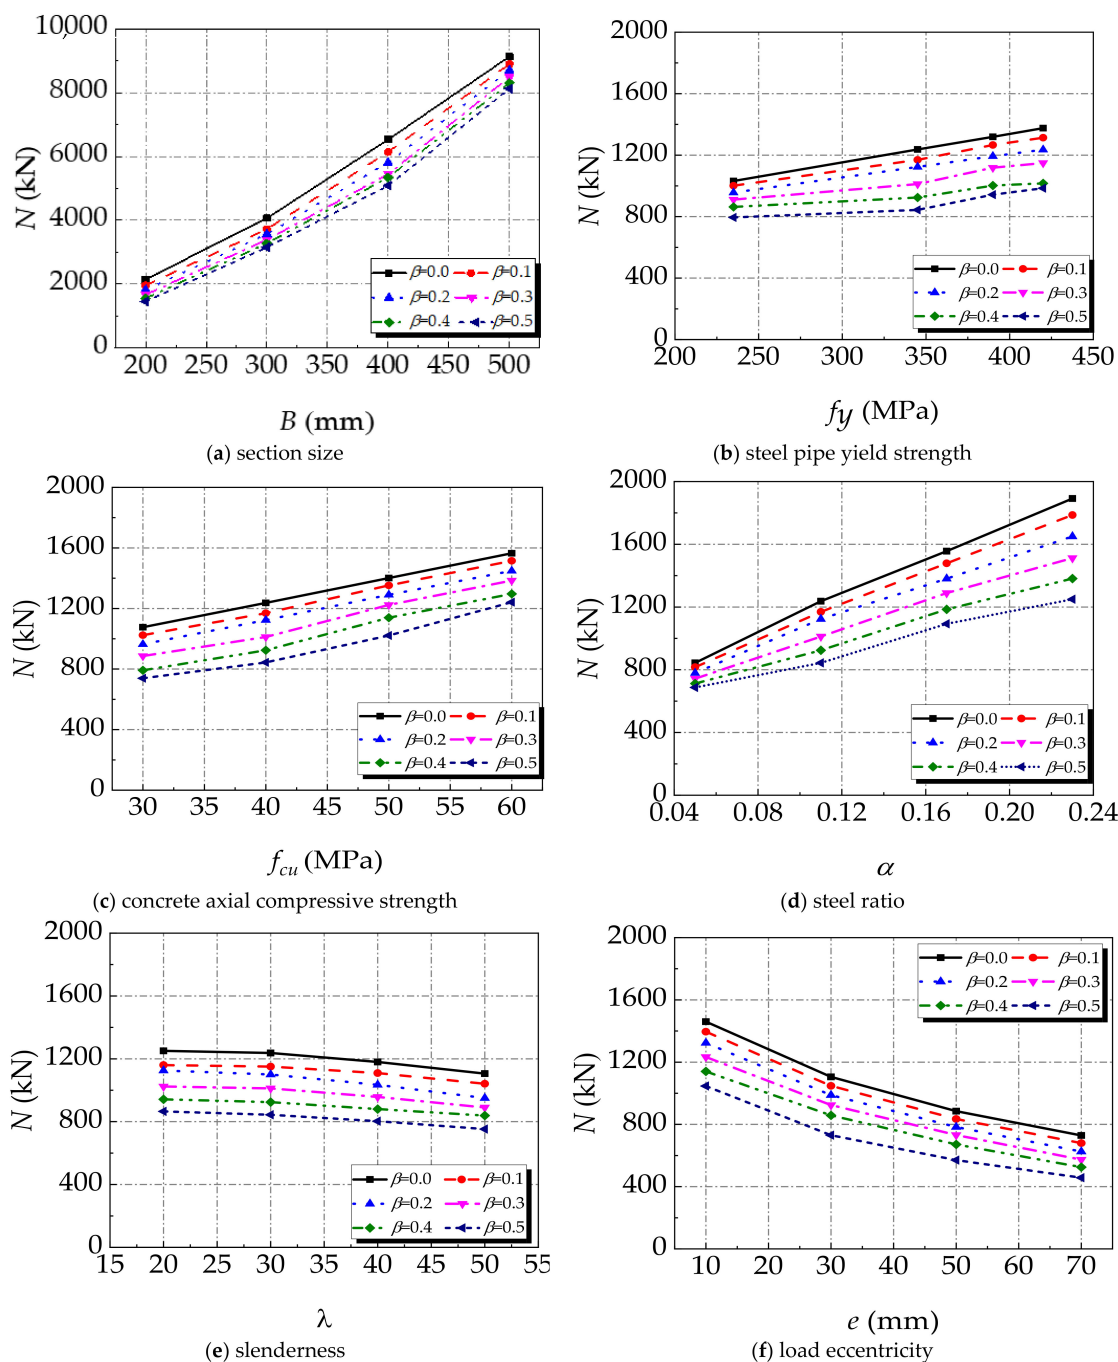 10000
8000
6000
4000
2000
0
N (kN)
200 250 300 350 400 450 500
β=0.0 β=0.1
β=0.2 β=0.3
β=0.4 β=0.5
B (mm)
(a) section size
2000
1600
1200
800
400
0
N (kN)
200 250 300 350 400 450
β=0.0 β=0.1
β=0.2 β=0.3
β=0.4 β=0.5
fy (MPa)
(b) steel pipe yield strength
2000
1600
1200
800
400
0
N (kN)
30 35 40 45 50 55 60
β=0.0 β=0.1
β=0.2 β=0.3
β=0.4 β=0.5
fcu (MPa)
(c) concrete axial compressive strength
2000
1600
1200
800
400
0
N (kN)
0.04 0.08 0.12 0.16 0.20 0.24
β=0.0 β=0.1
β=0.2 β=0.3
β=0.4 β=0.5
α
(d) steel ratio
2000
1600
1200
800
400
0
N (kN)
15 20 25 30 35 40 45 50 55
β=0.0 β=0.1
β=0.2 β=0.3
β=0.4 β=0.5
λ
(e) slenderness
2000
1600
1200
800
400
0
N (kN)
10 20 30 40 50 60 70
β=0.0 β=0.1
β=0.2 β=0.3
β=0.4 β=0.5
e (mm)
(f) load eccentricity